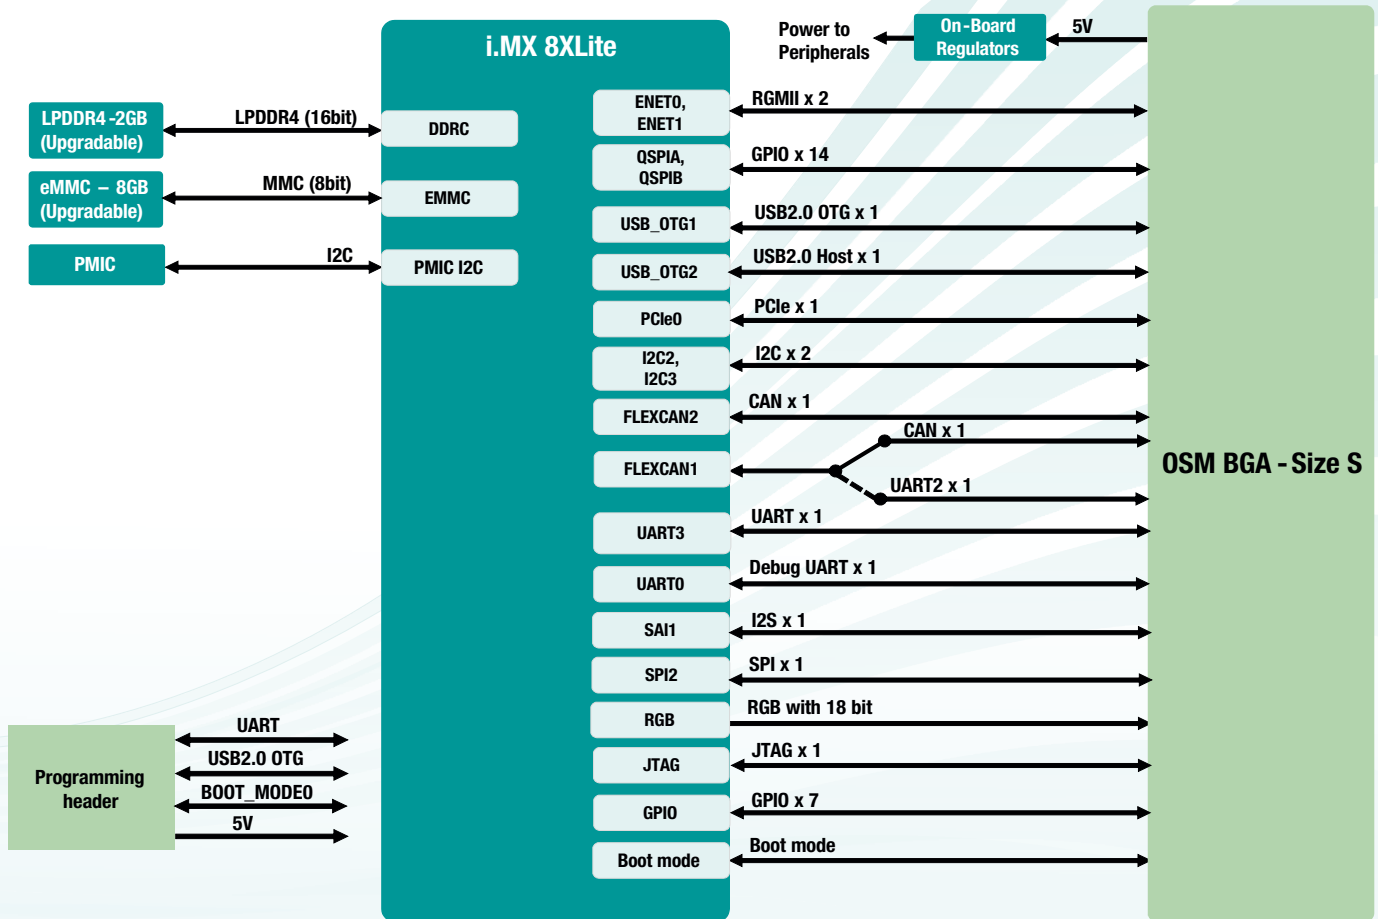 i.MX 8XLite
Power to
Peripherals
On-Board
Regulators
5V
LPDDR4 -2GB
(Upgradable)
LPDDR4 (16bit)
DDRC
eMMC – 8GB
(Upgradable)
MMC (8bit)
EMMC
PMIC
I2C
PMIC I2C
ENET0,
ENET1
RGMII x 2
QSPIA,
QSPIB
GPIO x 14
USB_OTG1
USB2.0 OTG x 1
USB_OTG2
USB2.0 Host x 1
PCIe0
PCIe x 1
I2C2,
I2C3
I2C x 2
FLEXCAN2
CAN x 1
FLEXCAN1
CAN x 1
UART2 x 1
UART3
UART x 1
UART0
Debug UART x 1
SAI1
I2S x 1
SPI2
SPI x 1
RGB
RGB with 18 bit
JTAG
JTAG x 1
GPIO
GPIO x 7
Boot mode
Boot mode
OSM BGA - Size S
Programming
header
UART
USB2.0 OTG
BOOT_MODE0
5V